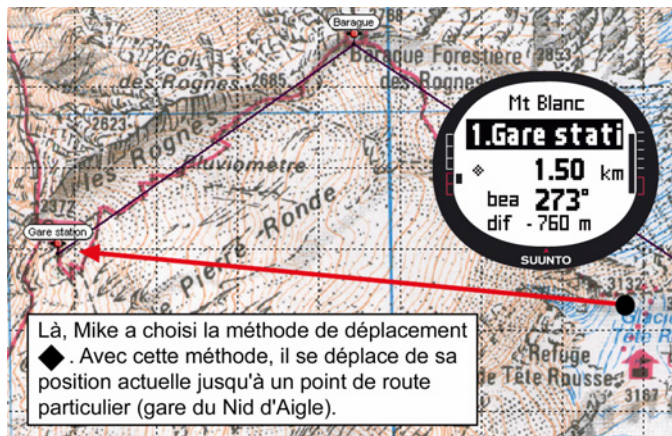 Barague
Col
des Rognes
2685
Baraque Forestière
des Rognes
2853
Mt Blanc
1.Gare stati
1.50 km
bea 273°
dif -760 m
SUUNTO
2623
les Rognes
Pluviomètre
2372
Gare station
Pierre Ronde
3132
Là, Mike a choisi la méthode de déplacement
◆. Avec cette méthode, il se déplace de sa
position actuelle jusqu'à un point de route
particulier (gare du Nid d'Aigle).
Refuge
de Tête Rousse